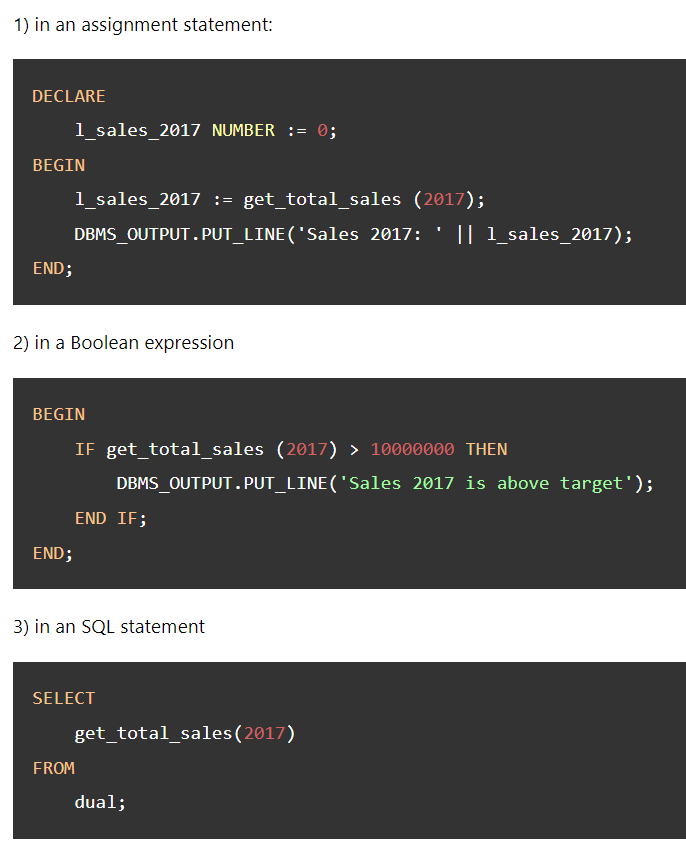 1) in an assignment statement:
DECLARE
    l_sales_2017 NUMBER := 0;
BEGIN
    l_sales_2017 := get_total_sales (2017);
    DBMS_OUTPUT.PUT_LINE('Sales 2017: ' || l_sales_2017);
END;
2) in a Boolean expression
BEGIN
    IF get_total_sales (2017) > 10000000 THEN
        DBMS_OUTPUT.PUT_LINE('Sales 2017 is above target');
    END IF;
END;
3) in an SQL statement
SELECT
    get_total_sales(2017)
FROM
    dual;